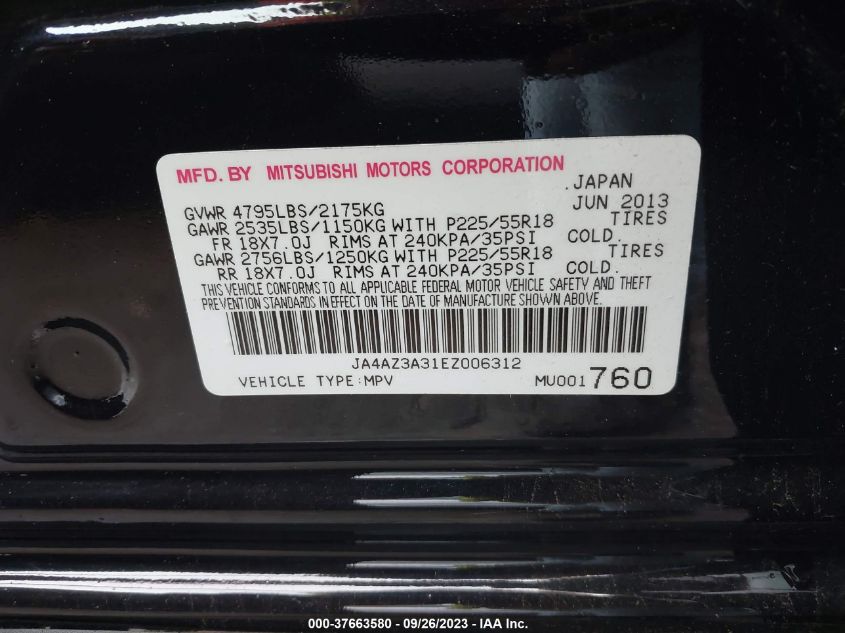 MFD. BY MITSUBISHI MOTORS CORPORATION
.JAPAN
GVWR 4795LBS/2175KG JUN 2013
GAWR 2535LBS/1150KG WITH P225/55R18 TIRES
FR 18X7.0J RIMS AT 240KPA/35PSI COLD.
GAWR 2756LBS/1250KG WITH P225/55R18 TIRES
RR 18X7.0J RIMS AT 240KPA/35PSI COLD.
THIS VEHICLE CONFORMS TO ALL APPLICABLE FEDERAL MOTOR VEHICLE SAFETY AND THEFT
PREVENTION STANDARDS IN EFFECT ON THE DATE OF MANUFACTURE SHOWN ABOVE.
JA4AZ3A31EZ006312
VEHICLE TYPE:MPV MU001760
000-37663580 - 09/26/2023 - IAA Inc.